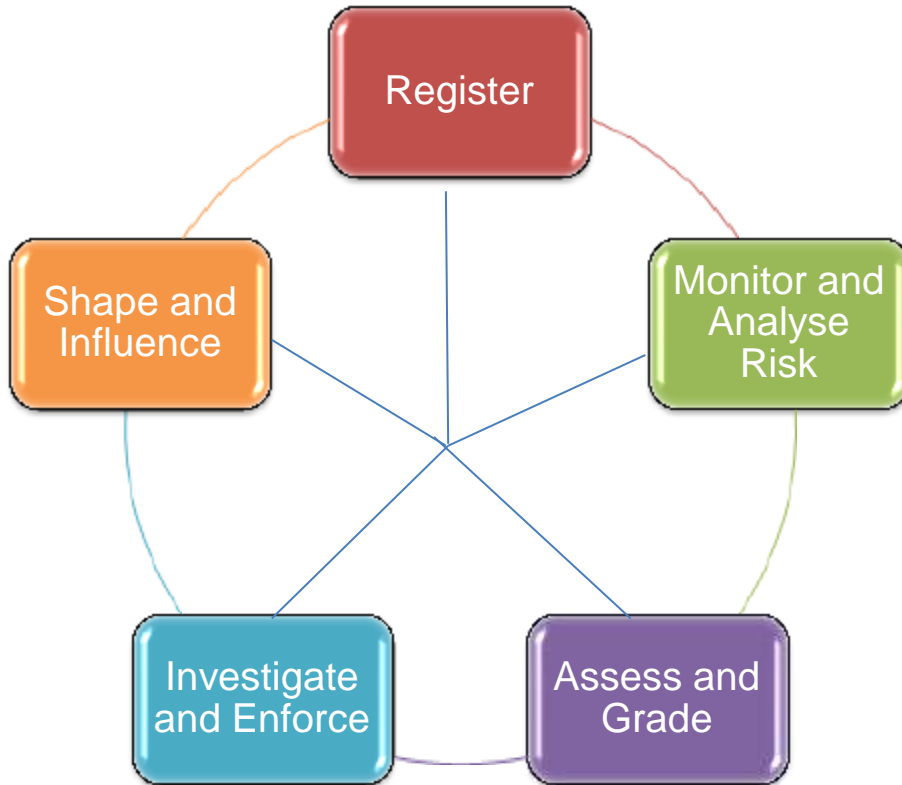 Register
Monitor and
Analyse
Risk
Assess and
Grade
Investigate
and Enforce
Shape and
Influence